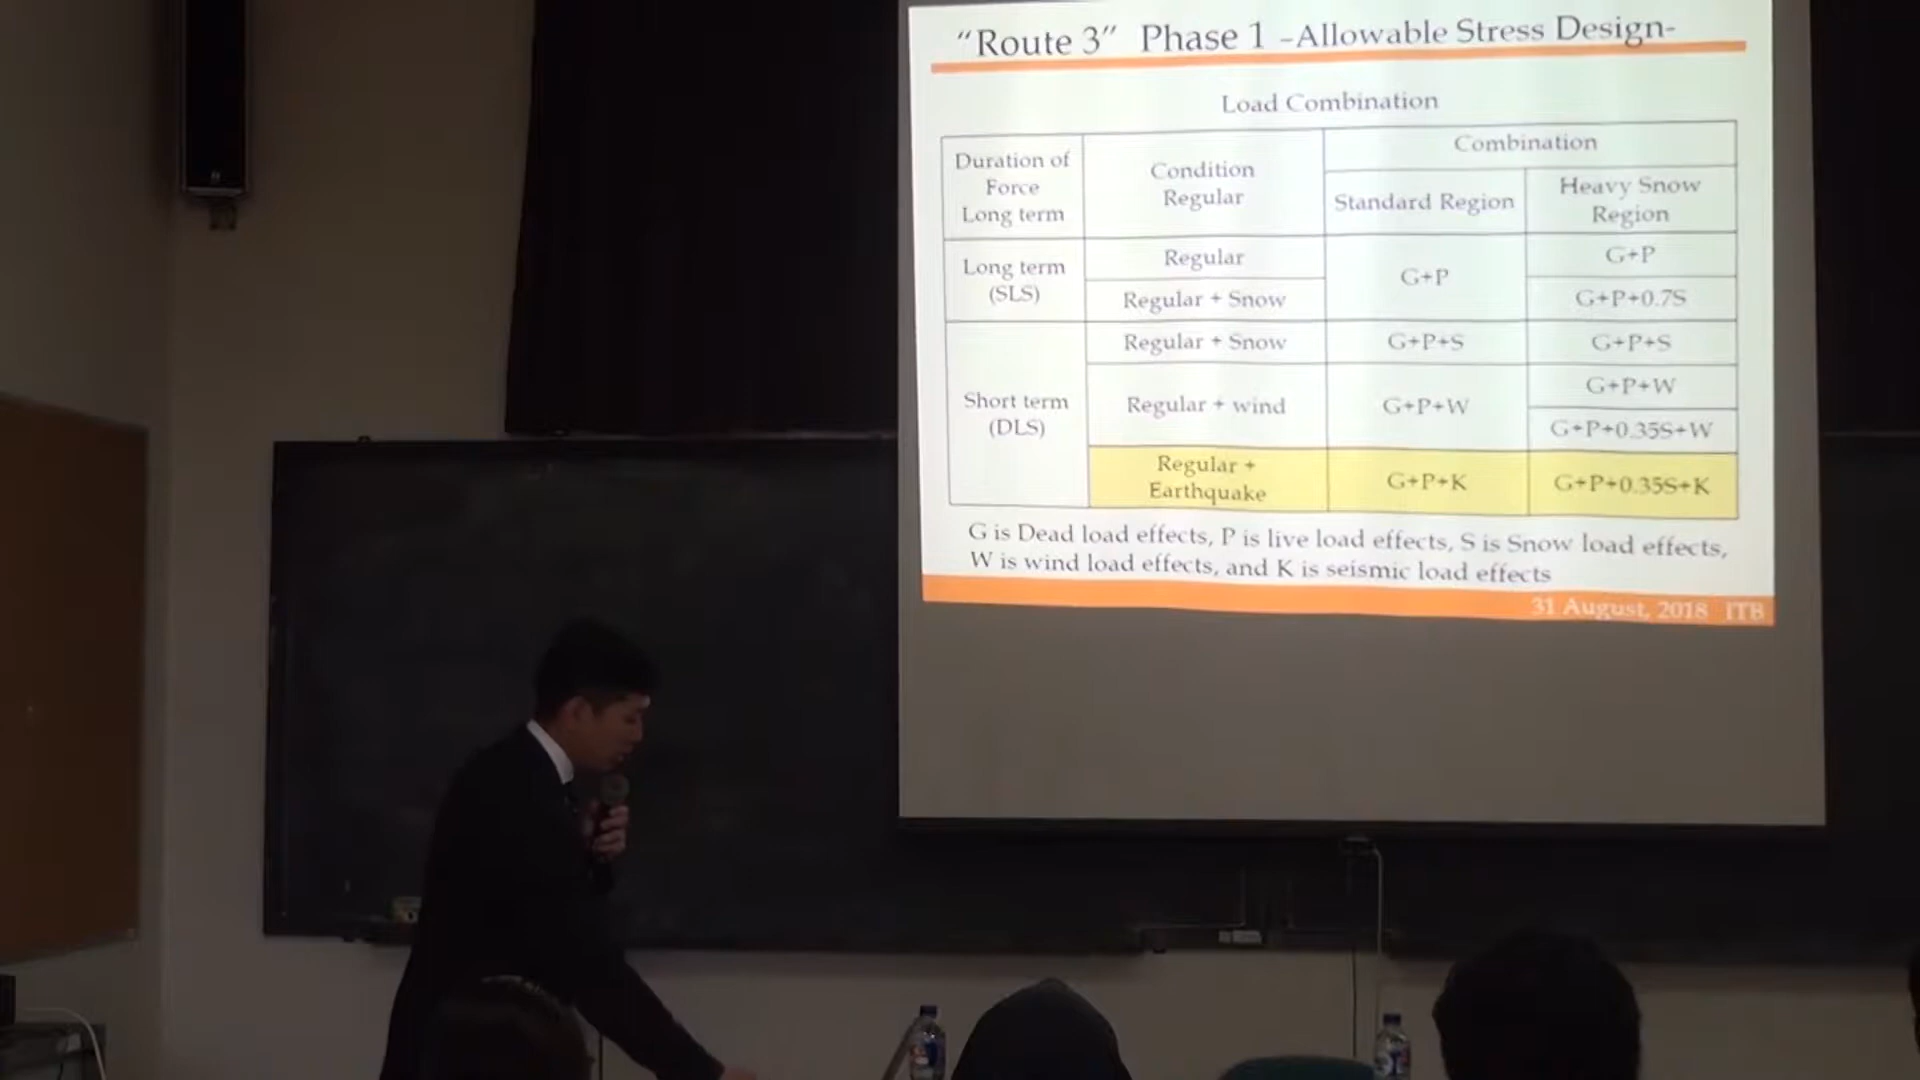 “Route 3” Phase 1 –Allowable Stress Design-
Load Combination
Duration of
Force
Long term
Condition
Regular
Combination
Standard Region
Heavy Snow
Region
Long term
(SLS)
Regular
G+P
G+P
Regular + Snow
G+P+0.7S
Short term
(DLS)
Regular + Snow
G+P+S
G+P+S
Regular + wind
G+P+W
G+P+W
G+P+0.35S+W
Regular +
Earthquake
G+P+K
G+P+0.35S+K
G is Dead load effects, P is live load effects, S is Snow load effects,
W is wind load effects, and K is seismic load effects
31 August, 2018 ITB